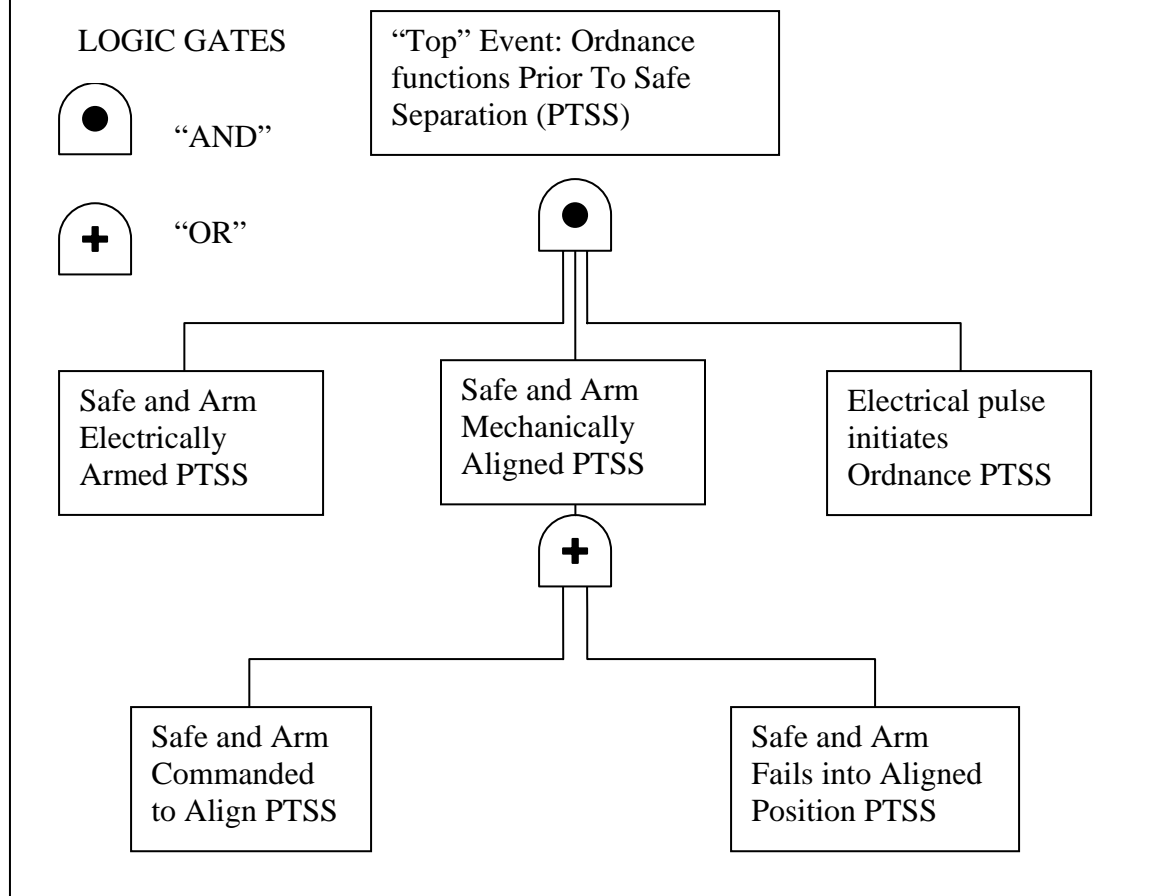 LOGIC GATES
“AND”
“OR”
“Top” Event: Ordnance
functions Prior To Safe
Separation (PTSS)
Safe and Arm
Electrically
Armed PTSS
Safe and Arm
Mechanically
Aligned PTSS
Electrical pulse
initiates
Ordnance PTSS
Safe and Arm
Commanded
to Align PTSS
Safe and Arm
Fails into Aligned
Position PTSS